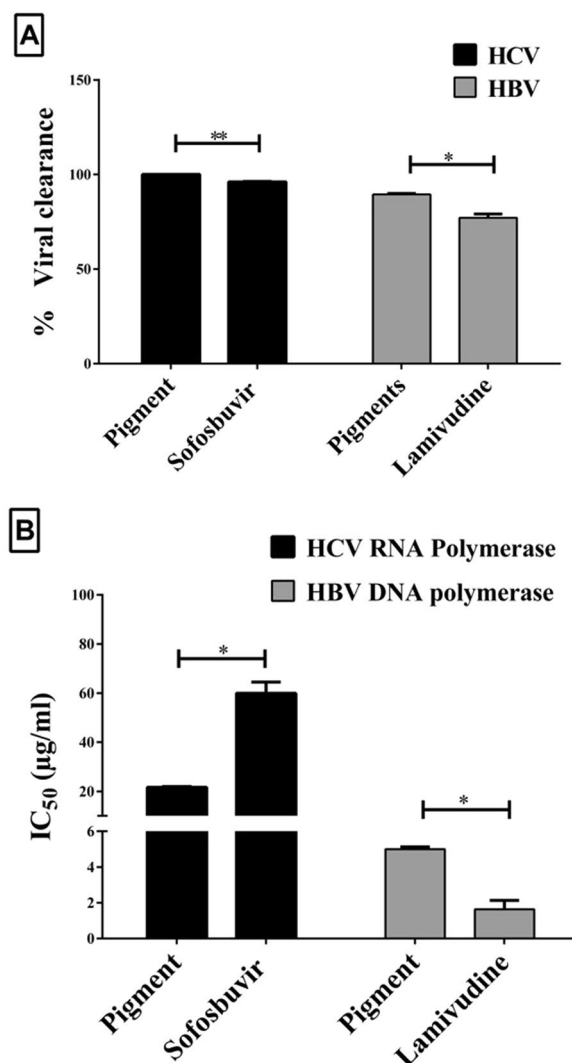 A
HCV
HBV
% Viral clearance
150
100
50
0
**
*
Pigment
Sofosbuvir
Pigments
Lamivudine
B
HCV RNA Polymerase
HBV DNA polymerase
IC50 (µg/ml)
100
80
60
40
20
6
4
2
0
*
*
Pigment
Sofosbuvir
Pigment
Lamivudine